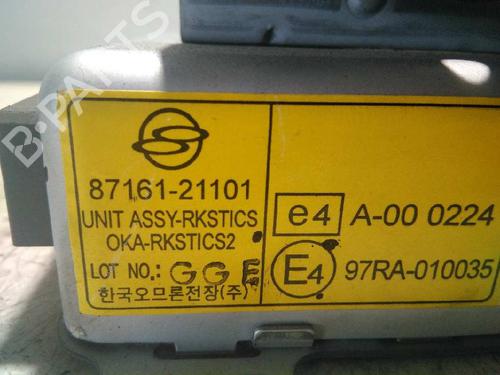 B-PARTS
87161-21101
UNIT ASSY-RKSTICS
OKA-RKSTICS2
LOT NO.: GGE
한국오므론전장(주)
e4 A-00 0224
E4 97RA-010035